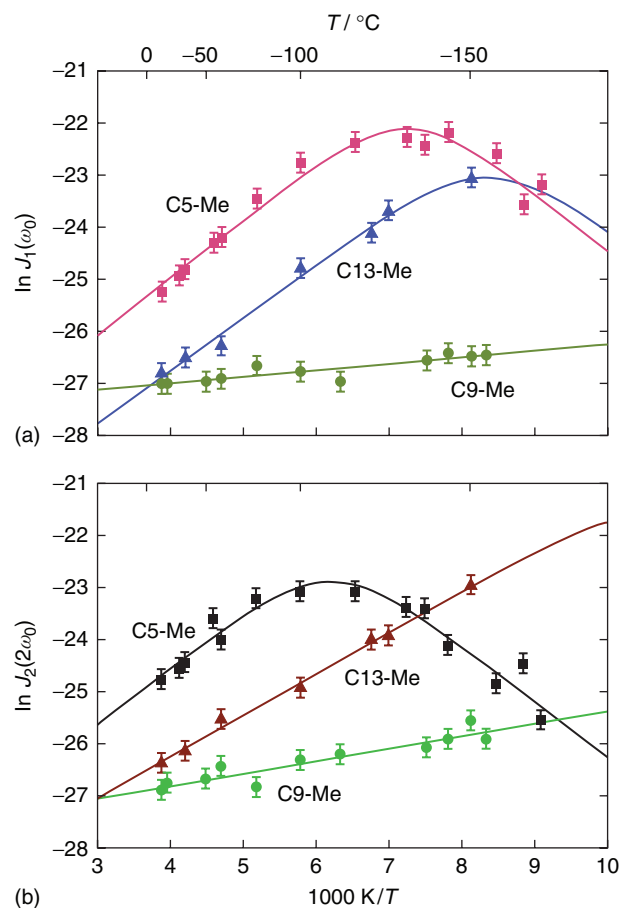 T / °C
0 −50 −100 −150
−21
−22
−23
−24
−25
−26
−27
−28
ln J1(ω0)
C5-Me
C13-Me
C9-Me
(a)
−21
−22
−23
−24
−25
−26
−27
−28
ln J2(2ω0)
C5-Me
C13-Me
C9-Me
3 4 5 6 7 8 9 10
(b)
1000 K/T